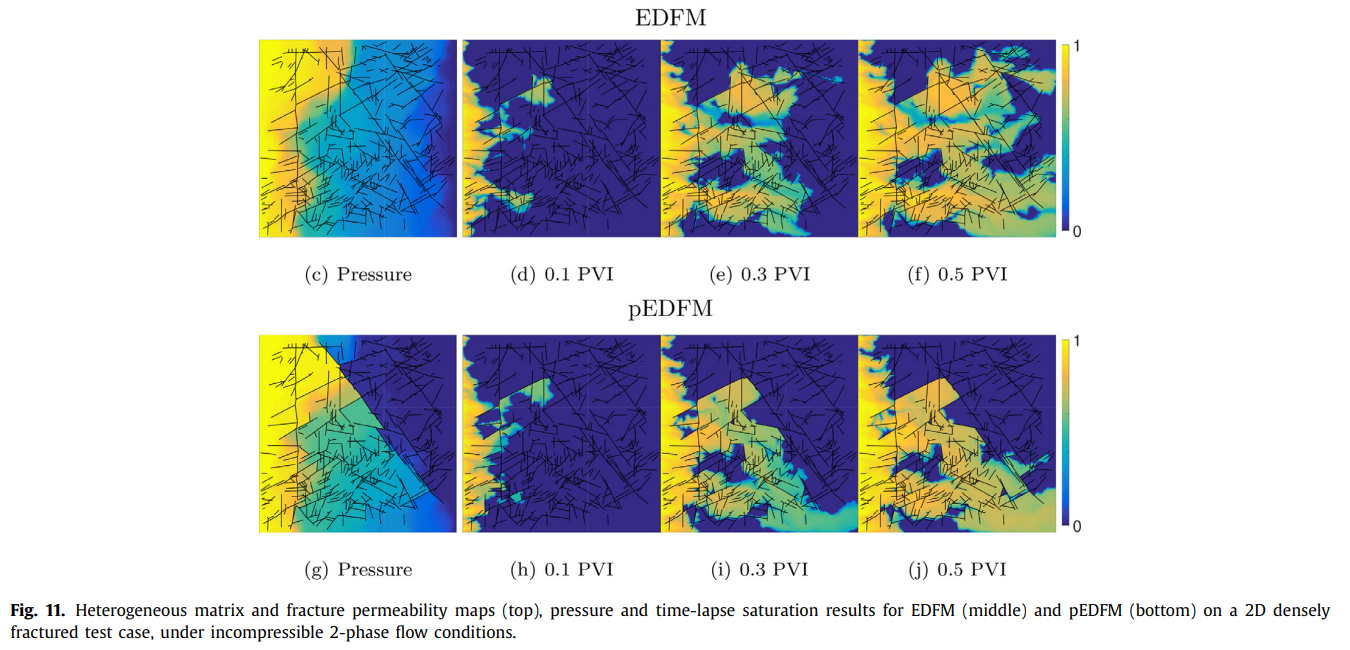 EDFM
1
0
(c) Pressure
(d) 0.1 PVI
(e) 0.3 PVI
(f) 0.5 PVI
pEDFM
1
0
(g) Pressure
(h) 0.1 PVI
(i) 0.3 PVI
(j) 0.5 PVI
Fig. 11. Heterogeneous matrix and fracture permeability maps (top), pressure and time-lapse saturation results for EDFM (middle) and pEDFM (bottom) on a 2D densely
fractured test case, under incompressible 2-phase flow conditions.